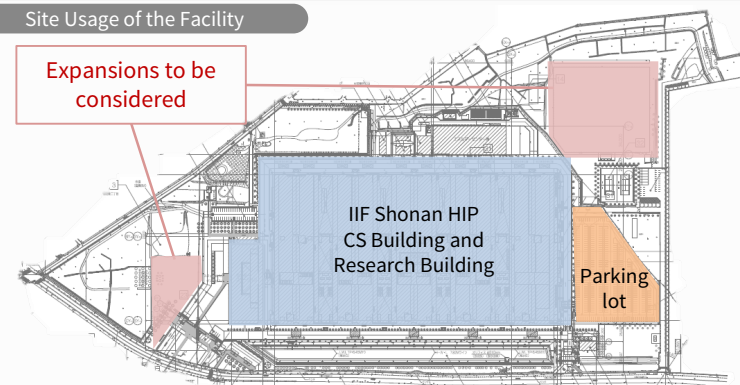 Site Usage of the Facility
Expansions to be
considered
IIF Shonan HIP
CS Building and
Research Building
Parking
lot